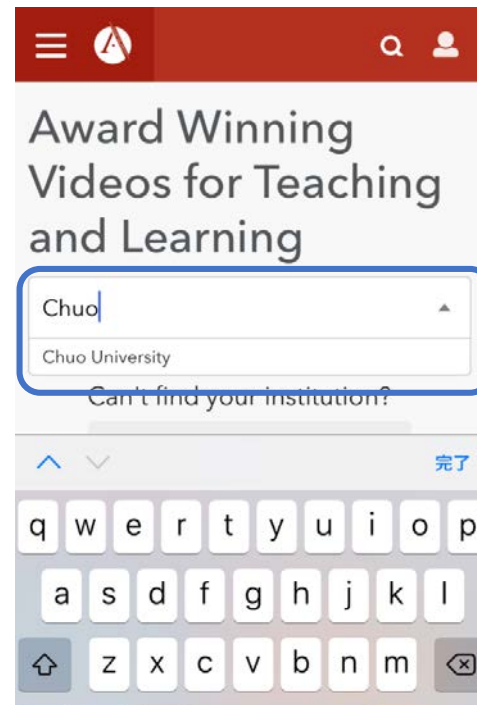 Award Winning
Videos for Teaching
and Learning
Chuo
Chuo University
Can't find your institution?
完了
q w e r t y u i o p
a s d f g h j k l
z x c v b n m